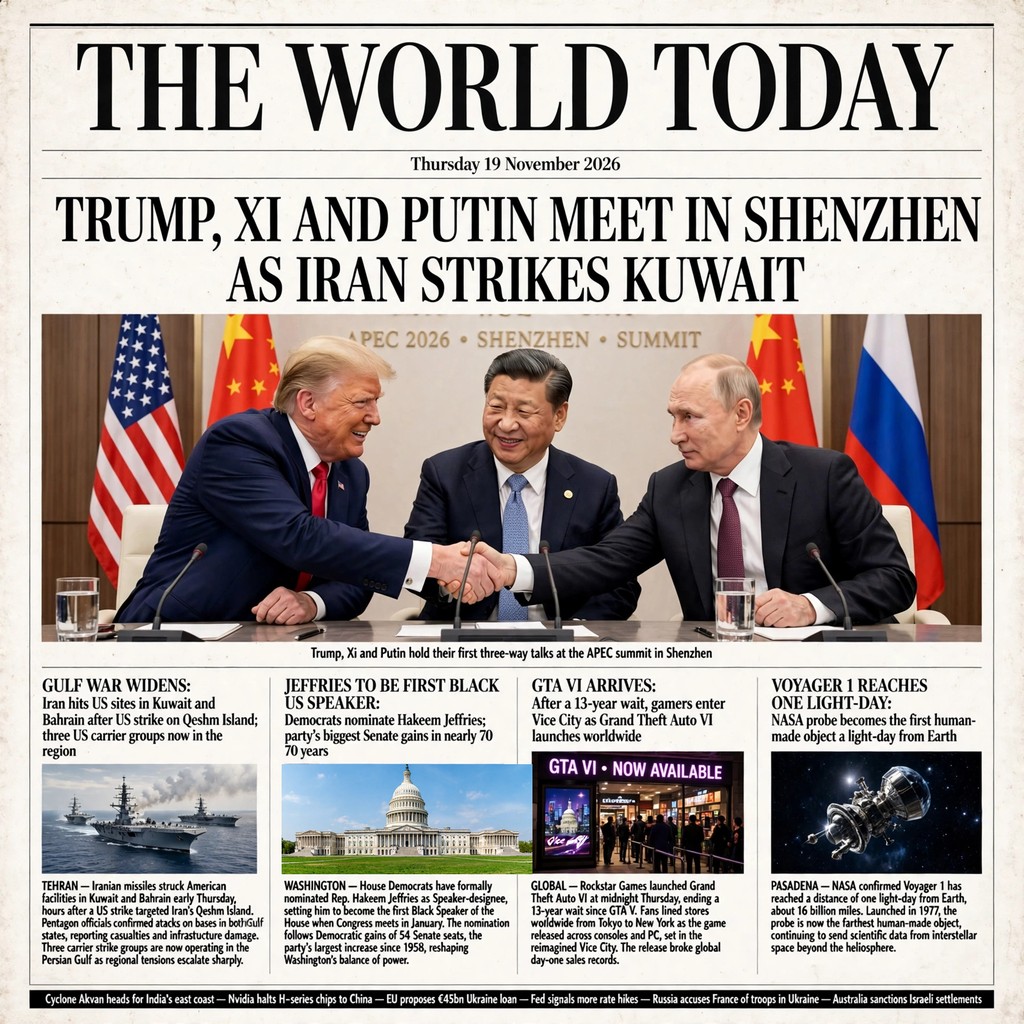 THE WORLD TODAY
Thursday 19 November 2026
TRUMP, XI AND PUTIN MEET IN SHENZHEN
AS IRAN STRIKES KUWAIT
APEC 2026 • SHENZHEN • SUMMIT
Trump, Xi and Putin hold their first three-way talks at the APEC summit in Shenzhen
GULF WAR WIDENS:
Iran hits US sites in Kuwait and
Bahrain after US strike on Qeshm Island;
three US carrier groups now in the
region
TEHRAN — Iranian missiles struck American
facilities in Kuwait and Bahrain early Thursday,
hours after a US strike targeted Iran's Qeshm Island.
Pentagon officials confirmed attacks on bases in both Gulf
states, reporting casualties and infrastucture damage.
Three carrier strike groups are now operating in the
Persian Gulf as regional tensions escalate sharply.
JEFFRIES TO BE FIRST BLACK
US SPEAKER:
Democrats nominate Hakeem Jeffries;
party's biggest Senate gains in nearly 70
70 years
WASHINGTON — House Democrats have formally
nominated Rep. Hakeem Jeffries as Speaker-designee,
setting him to become the first Black Speaker of the
House when Congress meets in January. The nomination
follows Democratic gains of 54 Senate seats, the
party's largest increase since 1958, reshaping
Washington's balance of power.
GTA VI ARRIVES:
After a 13-year wait, gamers enter
Vice City as Grand Theft Auto VI
launches worldwide
GTA VI • NOW AVAILABLE
GLOBAL — Rockstar Games launched Grand
Theft Auto VI at midnight Thursday, ending a
13-year wait since GTA V. Fans lined stores
worldwide from Tokyo to New York as the game
released across consoles and PC, set in the
reimagined Vice City. The release broke global
day-one sales records.
VOYAGER 1 REACHES
ONE LIGHT-DAY:
NASA probe becomes the first human-
made object a light-day from Earth
PASADENA — NASA confirmed Voyager 1 has
reached a distance of one light-day from Earth,
about 16 billion miles. Launched in 1977, the
probe is now the farthest human-made object,
continuing to send scientific data from interstellar
space beyond the heliosphere.
Cyclone Akvan heads for India's east coast — Nvidia halts H-series chips to China — EU proposes €45bn Ukraine loan — Fed signals more rate hikes — Russia accuses France of troops in Ukraine — Australia sanctions Israeli settlements